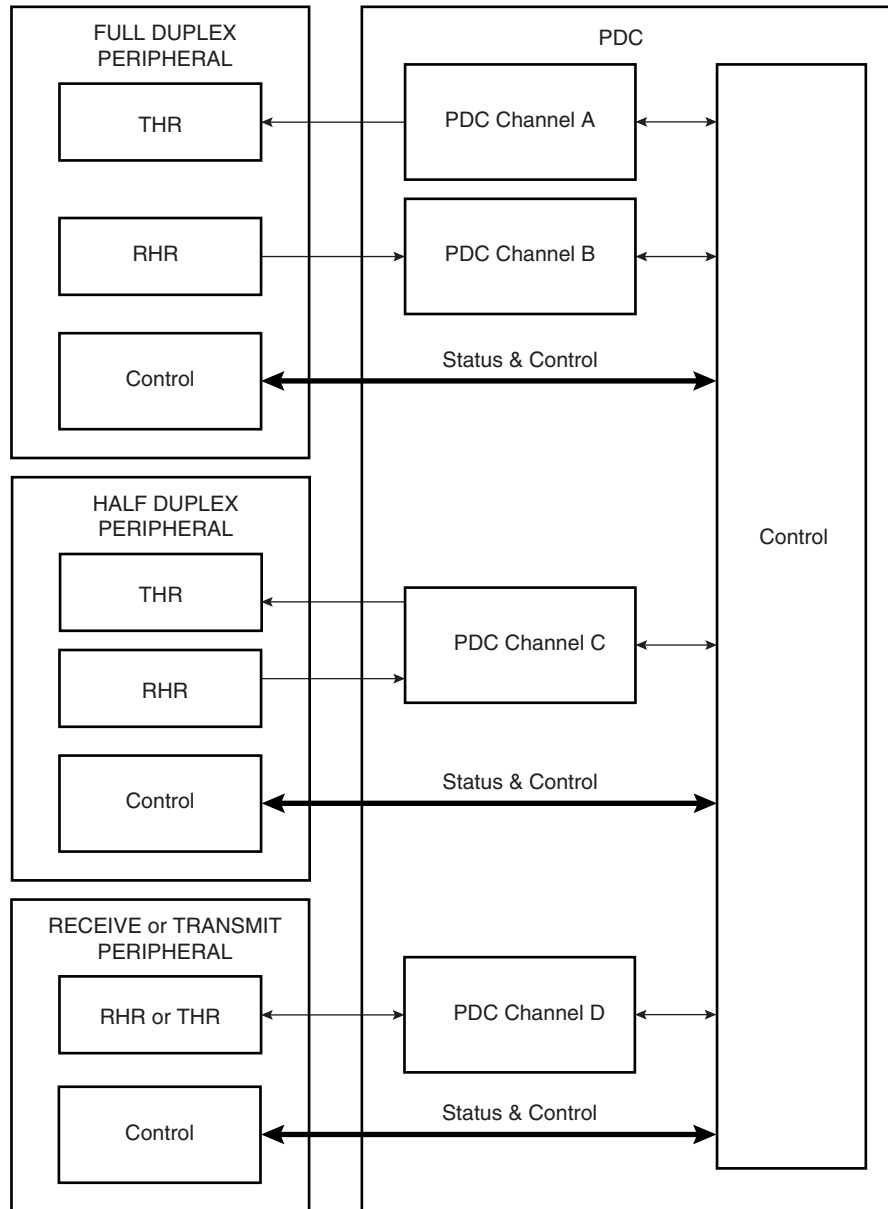 FULL DUPLEX
PERIPHERAL
THR
RHR
Control
PDC
PDC Channel A
PDC Channel B
Status & Control
HALF DUPLEX
PERIPHERAL
THR
RHR
Control
PDC Channel C
Status & Control
Control
RECEIVE or TRANSMIT
PERIPHERAL
RHR or THR
Control
PDC Channel D
Status & Control